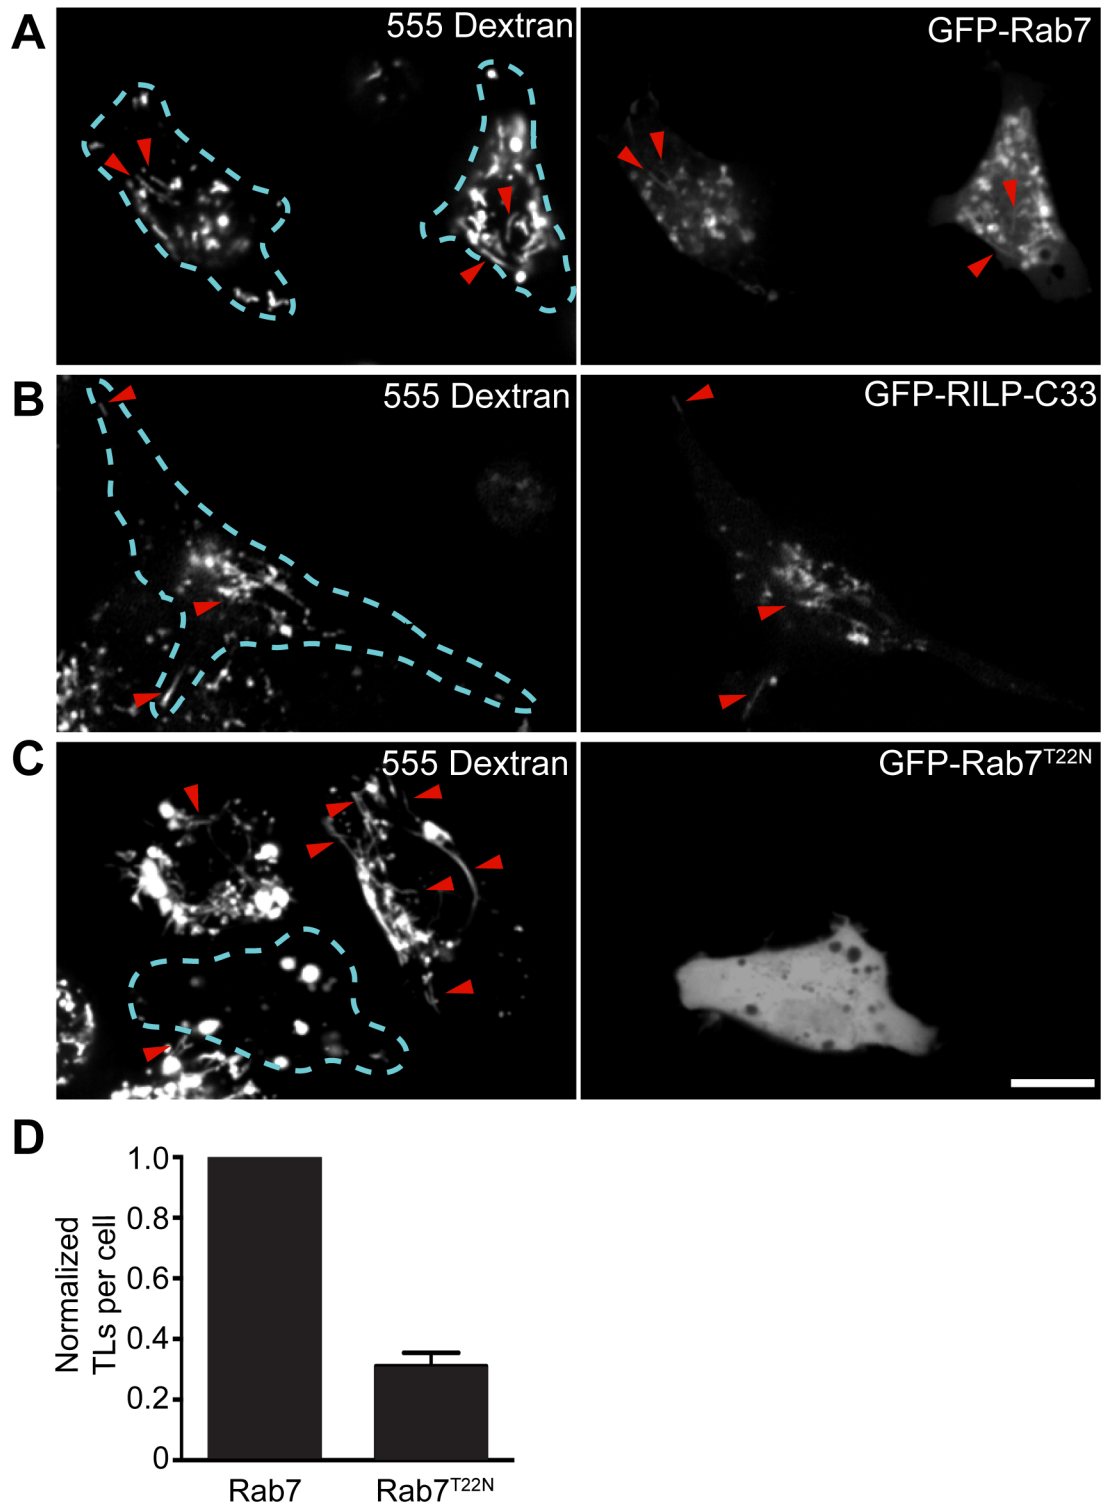 A
555 Dextran
GFP-Rab7
B
555 Dextran
GFP-RILP-C33
C
555 Dextran
GFP-Rab7T22N
D
Normalized
TLs per cell
1.0
0.8
0.6
0.4
0.2
0
Rab7
Rab7T22N